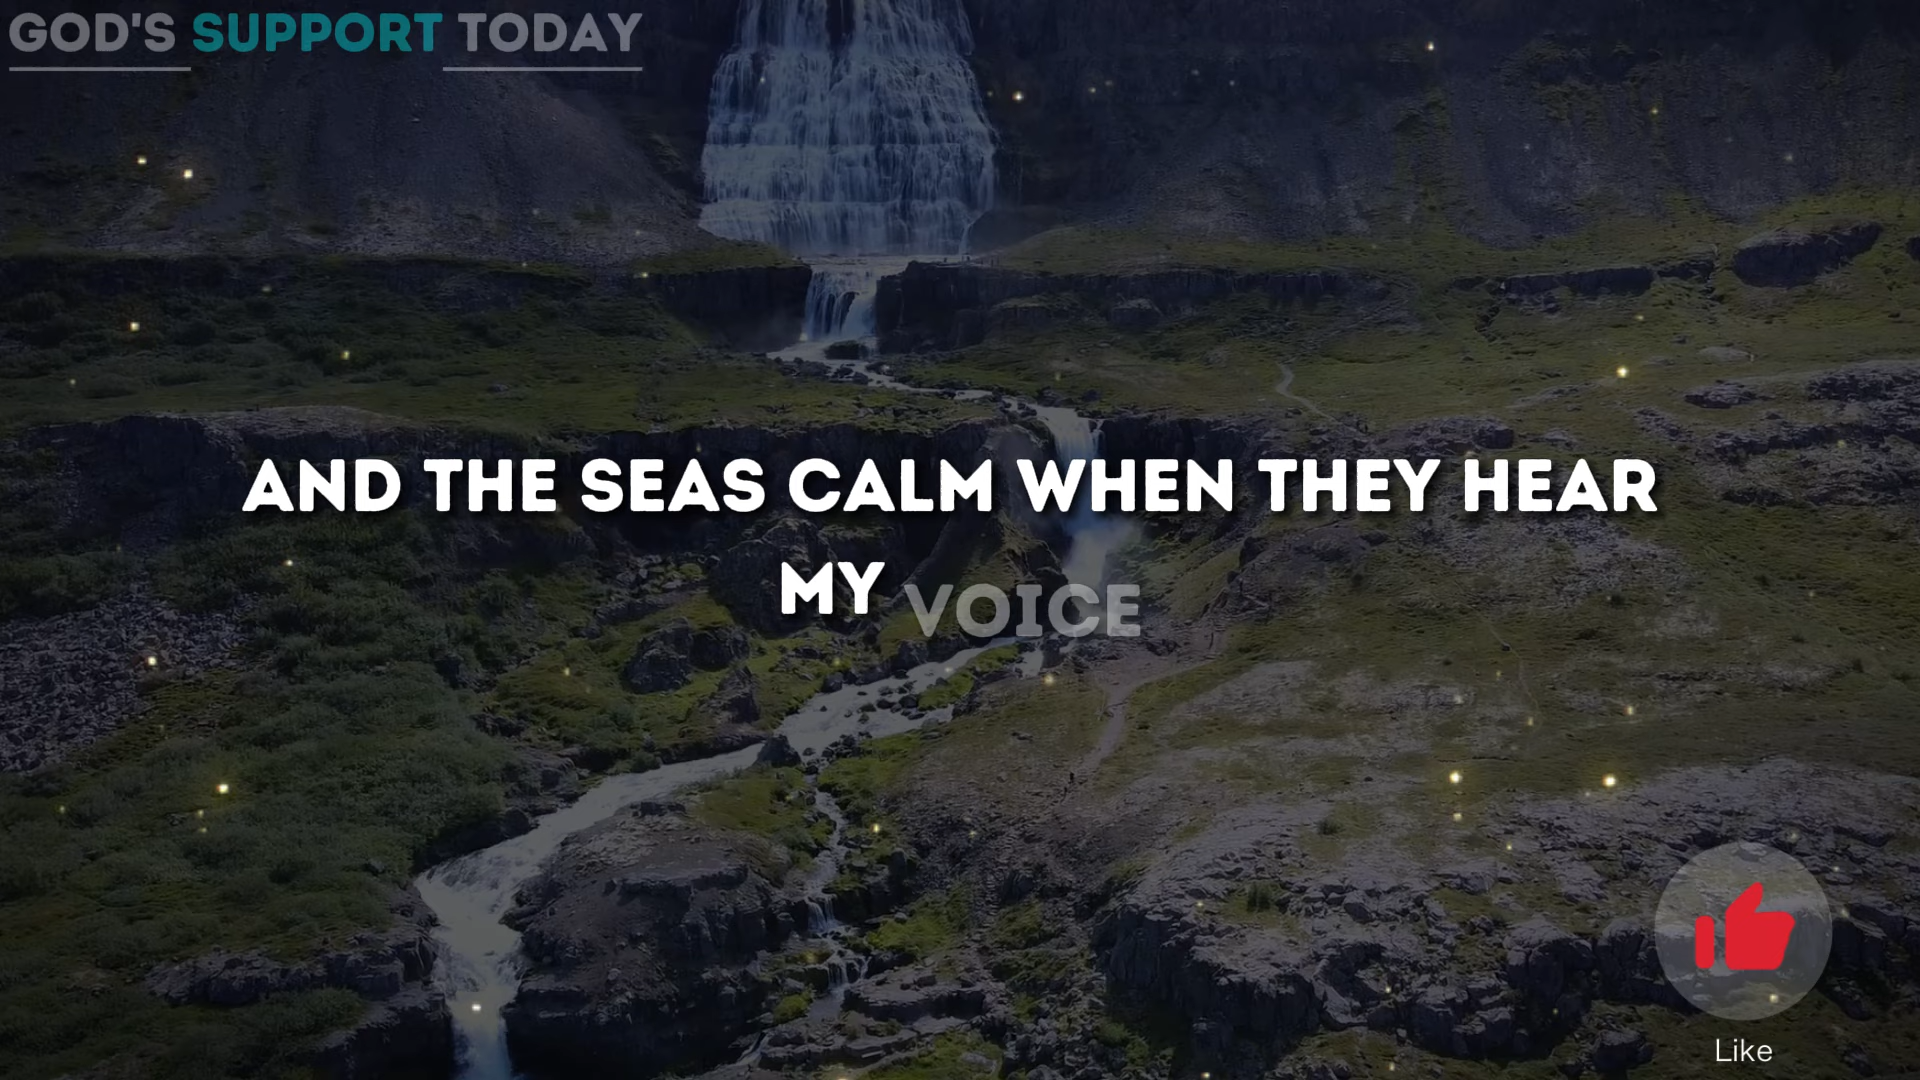 GOD'S SUPPORT TODAY
AND THE SEAS CALM WHEN THEY HEAR
MY VOICE
Like